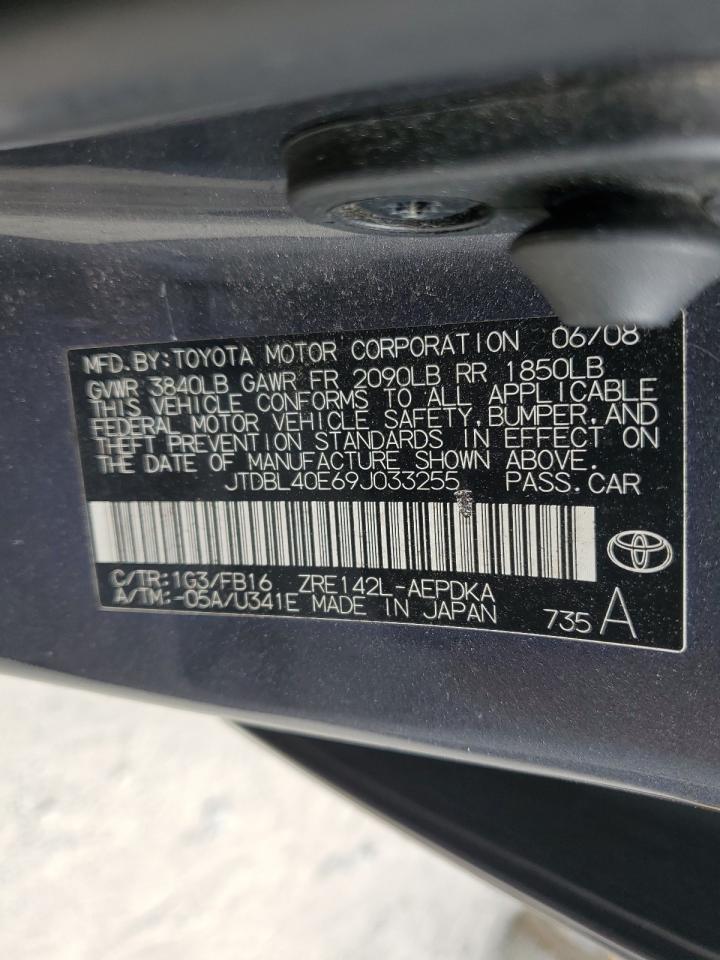 MFD. BY: TOYOTA MOTOR CORPORATION 06/08
GVWR 3840LB GAWR FR 2090LB RR 1850LB
THIS VEHICLE CONFORMS TO ALL APPLICABLE
FEDERAL MOTOR VEHICLE SAFETY, BUMPER, AND
THEFT PREVENTION STANDARDS IN EFFECT ON
THE DATE OF MANUFACTURE SHOWN ABOVE.
JTDBL40E69J033255 PASS. CAR
C/TR: 1G3/FB16 ZRE142L-AEPDKA
A/TM: -05A/U341E MADE IN JAPAN 735 A